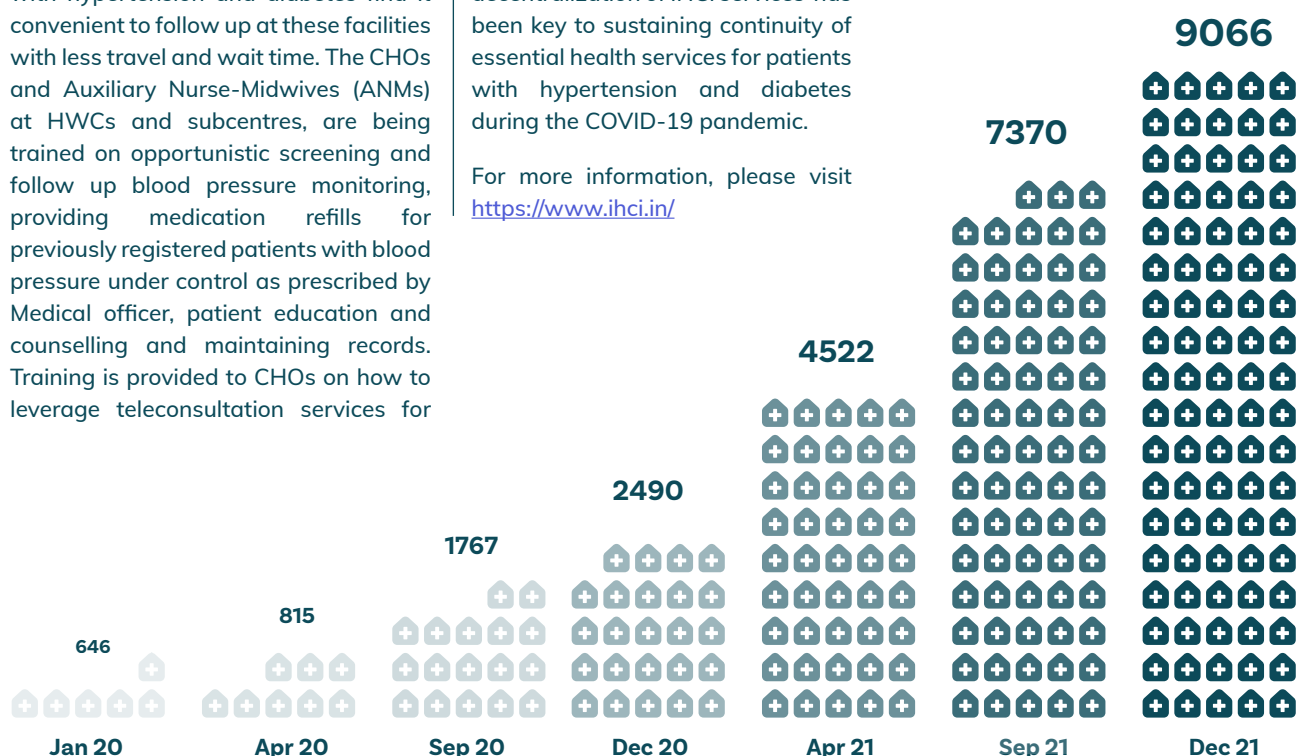 with hypertension and diabetes find it
convenient to follow up at these facilities
with less travel and wait time. The CHOs
and Auxiliary Nurse-Midwives (ANMs)
at HWCs and subcentres, are being
trained on opportunistic screening and
follow up blood pressure monitoring,
providing medication refills for
previously registered patients with blood
pressure under control as prescribed by
Medical officer, patient education and
counselling and maintaining records.
Training is provided to CHOs on how to
leverage teleconsultation services for
decentralization of services has
been key to sustaining continuity of
essential health services for patients
with hypertension and diabetes
during the COVID-19 pandemic.
For more information, please visit
https://www.ihci.in/
646
815
1767
2490
4522
7370
9066
Jan 20
Apr 20
Sep 20
Dec 20
Apr 21
Sep 21
Dec 21